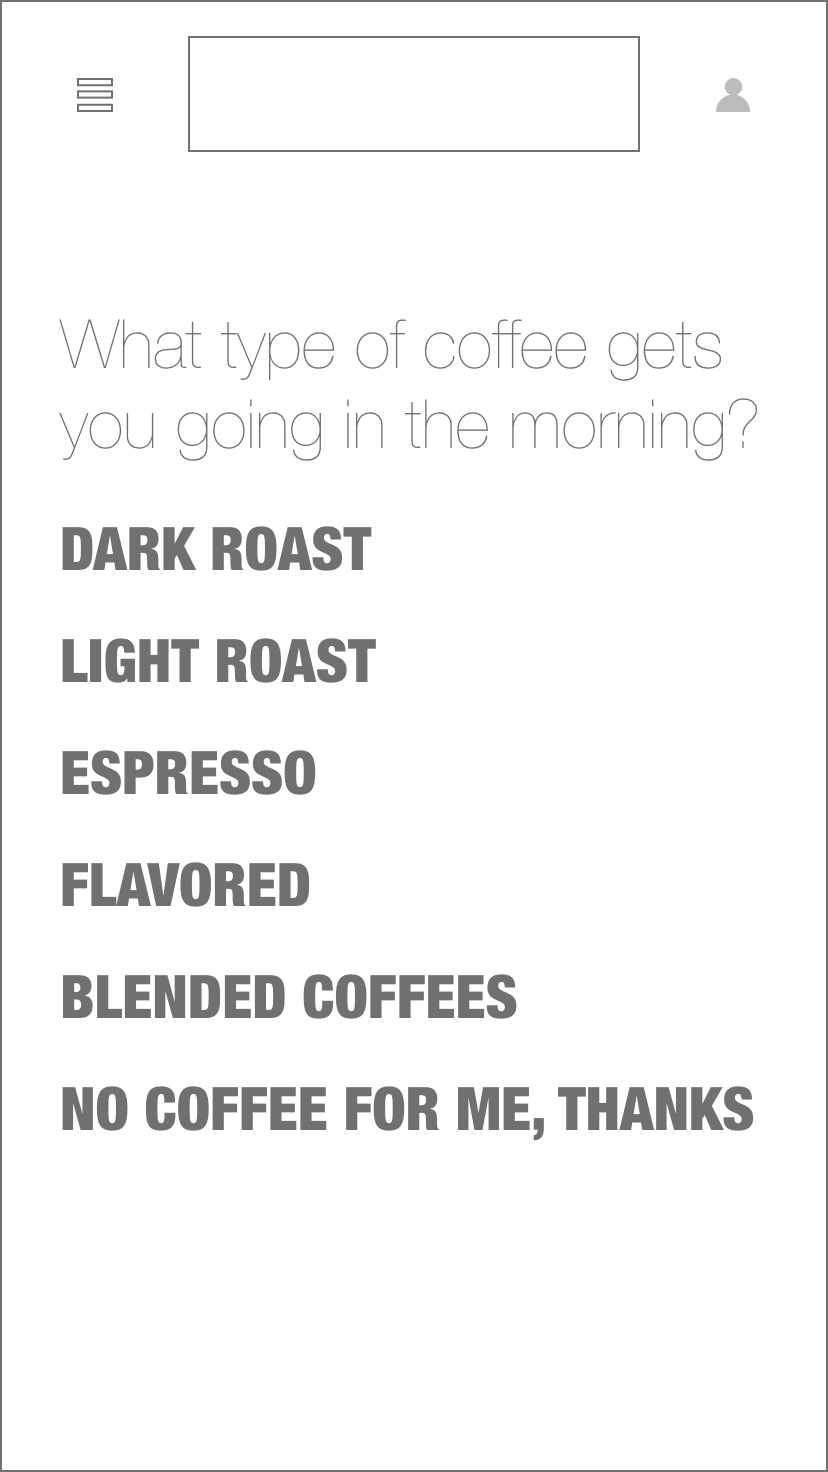 What type of coffee gets
you going in the morning?
DARK ROAST
LIGHT ROAST
ESPRESSO
FLAVORED
BLENDED COFFEES
NO COFFEE FOR ME, THANKS